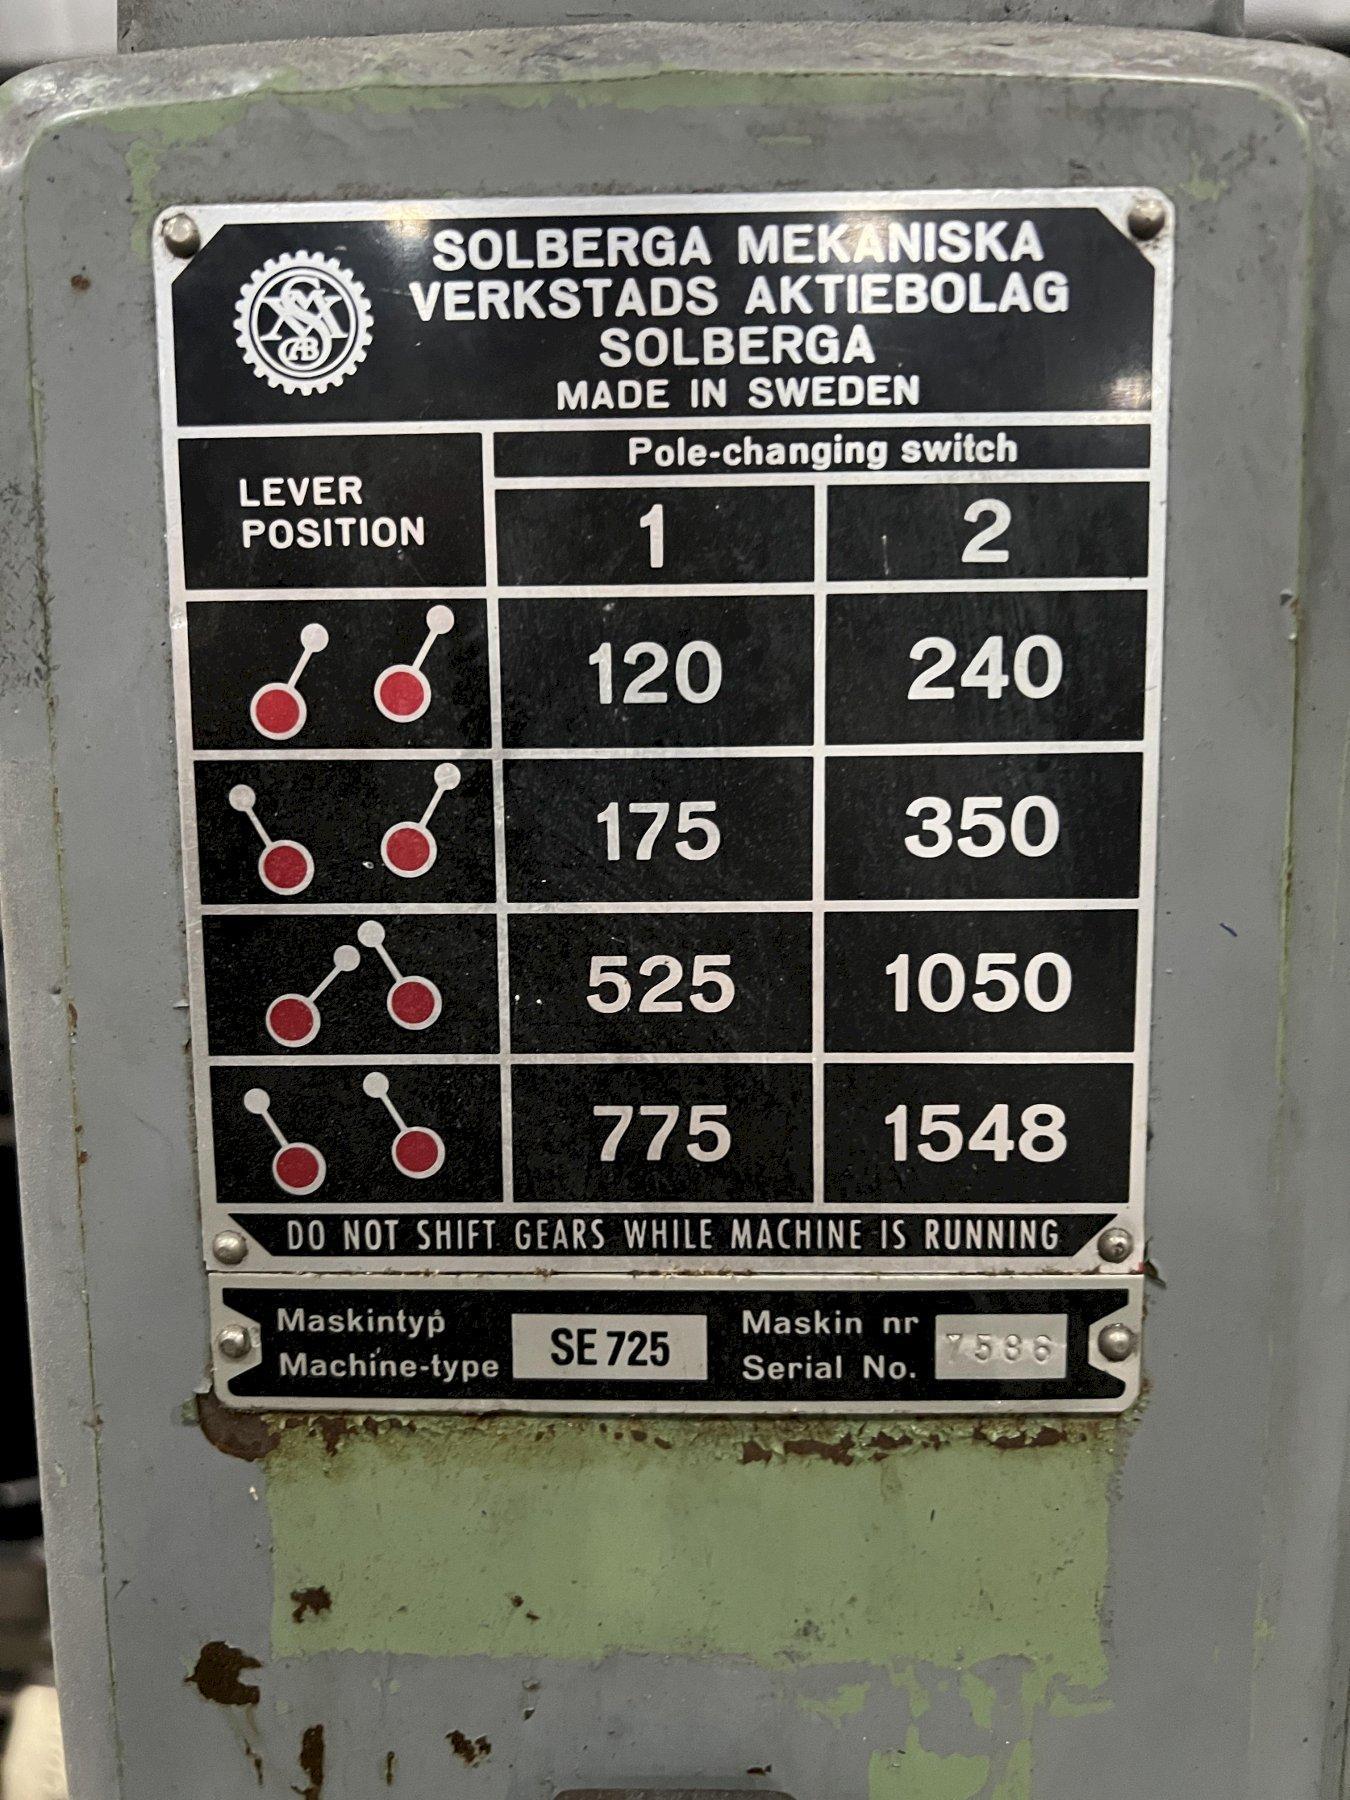 SOLBERGA MEKANISKA
VERKSTADS AKTIEBOLAG
SOLBERGA
MADE IN SWEDEN
LEVER
POSITION
Pole-changing switch
1 2
120 240
175 350
525 1050
775 1548
DO NOT SHIFT GEARS WHILE MACHINE IS RUNNING
Maskintyp
Machine-type
SE 725
Maskin nr
Serial No.
7586